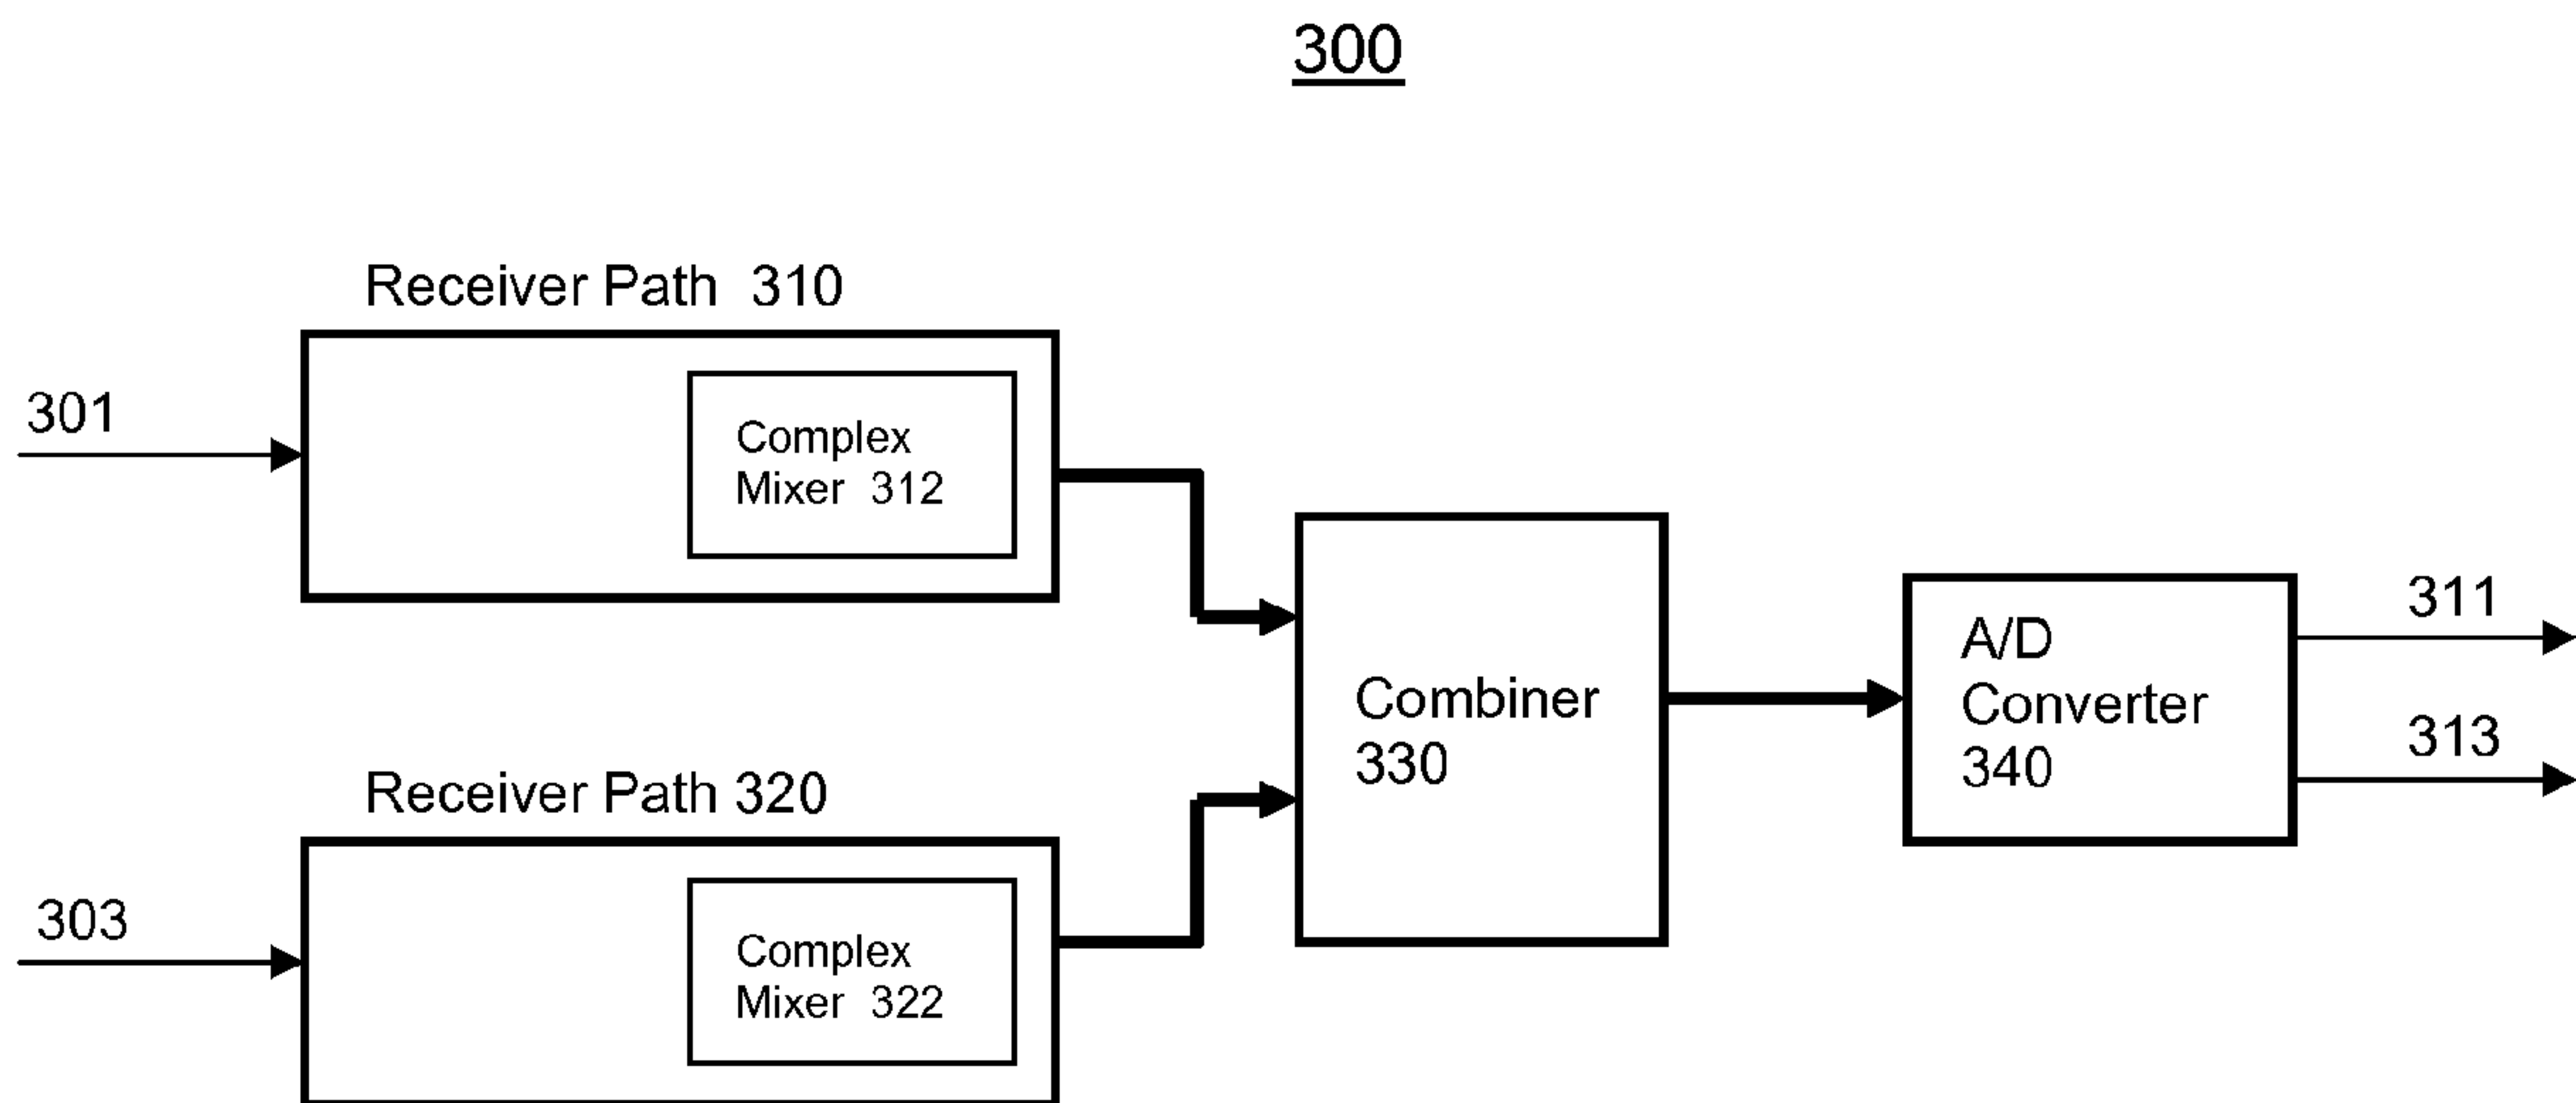 300
Receiver Path 310
301
Complex
Mixer 312
Combiner
330
A/D
Converter
340
311
313
Receiver Path 320
303
Complex
Mixer 322